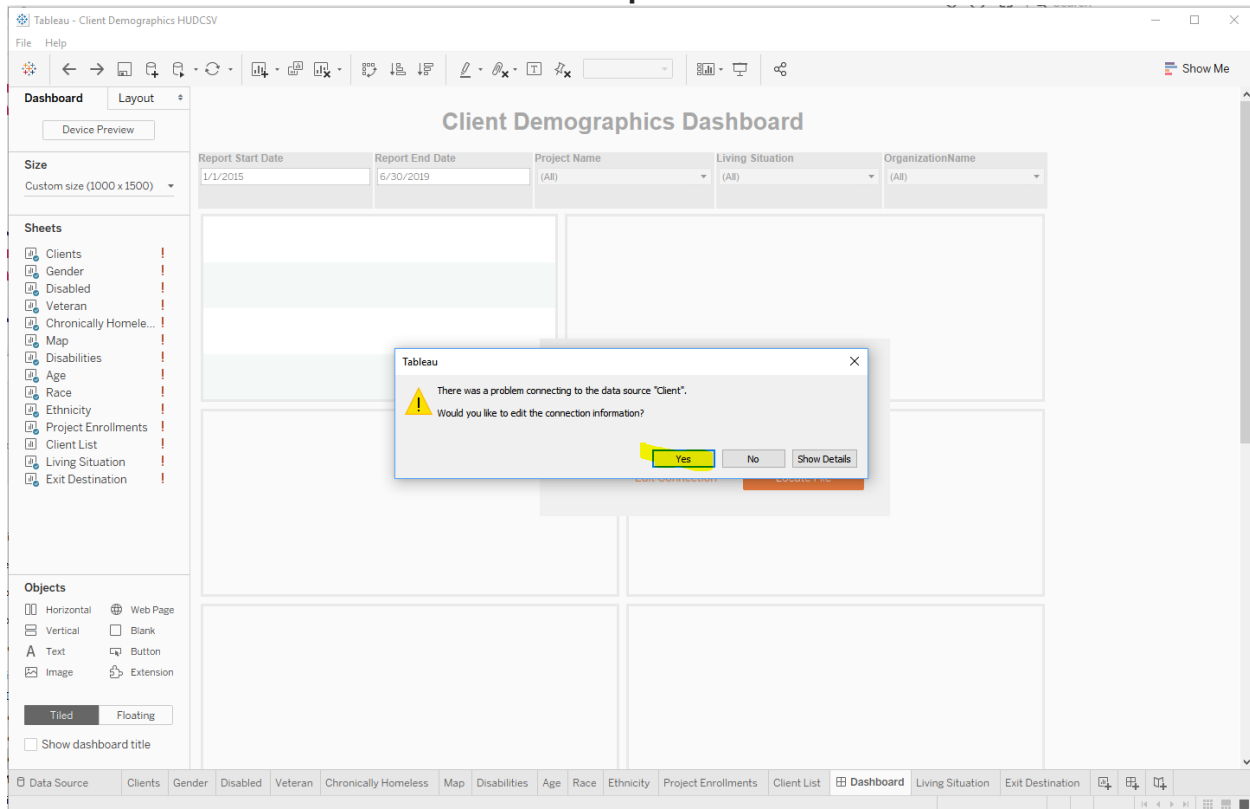 Tableau - Client Demographics HUDCSV
File Help
Show Me
Dashboard Layout
Device Preview
Size
Custom size (1000 x 1500)
Sheets
Clients !
Gender !
Disabled !
Veteran !
Chronically Homele... !
Map !
Disabilities !
Age !
Race !
Ethnicity !
Project Enrollments !
Client List !
Living Situation !
Exit Destination !
Objects
Horizontal Web Page
Vertical Blank
A Text Button
Image Extension
Tiled Floating
Show dashboard title
Client Demographics Dashboard
Report Start Date Report End Date Project Name Living Situation OrganizationName
1/1/2015 6/30/2019 (All) (All) (All)
Tableau
There was a problem connecting to the data source "Client".
Would you like to edit the connection information?
Yes No Show Details
Edit Connection Locate File
Data Source Clients Gender Disabled Veteran Chronically Homeless Map Disabilities Age Race Ethnicity Project Enrollments Client List Dashboard Living Situation Exit Destination